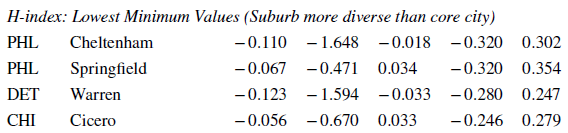 H-index: Lowest Minimum Values (Suburb more diverse than core city)
PHL Cheltenham −0.110 −1.648 −0.018 −0.320 0.302
PHL Springfield −0.067 −0.471 0.034 −0.320 0.354
DET Warren −0.123 −1.594 −0.033 −0.280 0.247
CHI Cicero −0.056 −0.670 0.033 −0.246 0.279